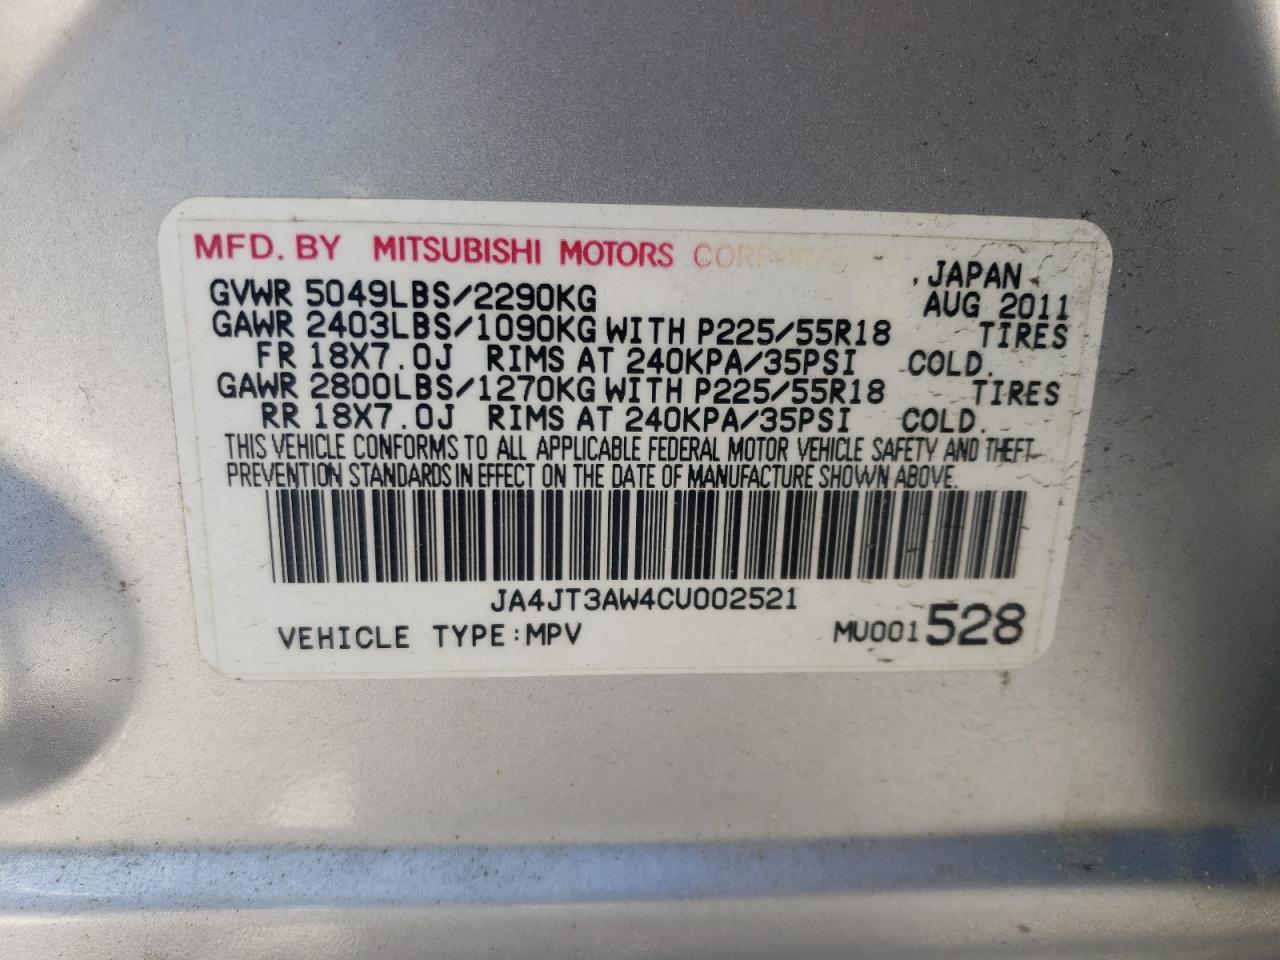 MFD. BY MITSUBISHI MOTORS CORPORATION
JAPAN
GVWR 5049LBS/2290KG AUG 2011
GAWR 2403LBS/1090KG WITH P225/55R18 TIRES
FR 18X7.0J RIMS AT 240KPA/35PSI COLD.
GAWR 2800LBS/1270KG WITH P225/55R18 TIRES
RR 18X7.0J RIMS AT 240KPA/35PSI COLD.
THIS VEHICLE CONFORMS TO ALL APPLICABLE FEDERAL MOTOR VEHICLE SAFETY AND THEFT
PREVENTION STANDARDS IN EFFECT ON THE DATE OF MANUFACTURE SHOWN ABOVE.
JA4JT3AW4CU002521
VEHICLE TYPE:MPV MU001528